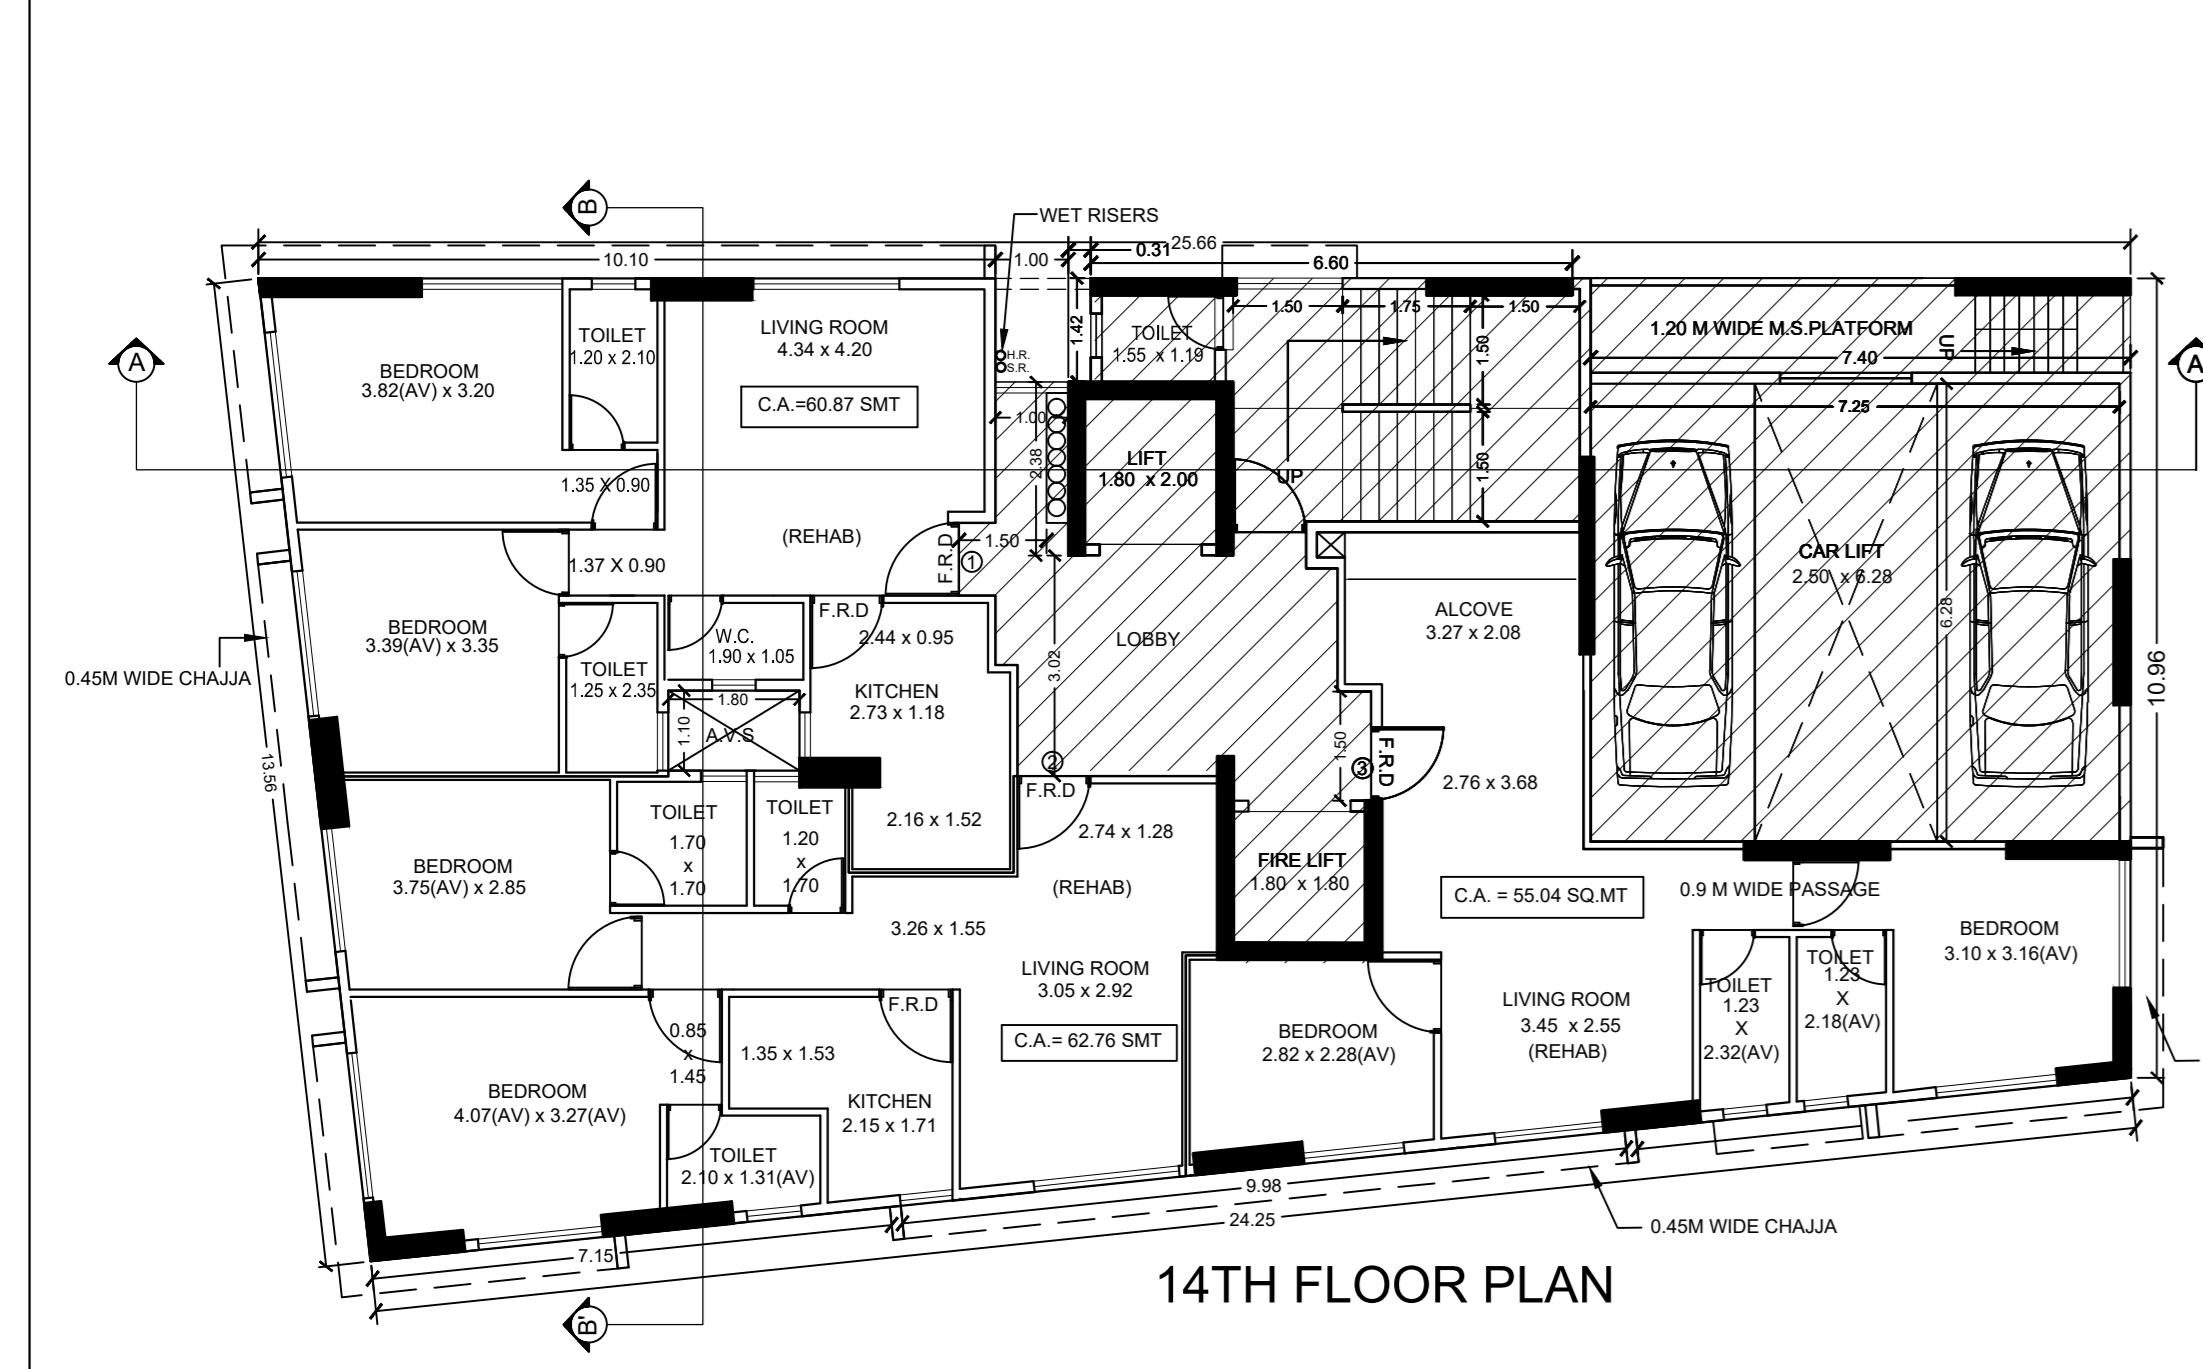 B
WET RISERS
0.31
25.66
10.10
1.00
6.60
1.50
1.75
1.50
1.42
TOILET
1.20 x 2.10
LIVING ROOM
4.34 x 4.20
TOILET
1.55 x 1.19
1.20 M WIDE M.S.PLATFORM
UP
7.40
A
A
BEDROOM
3.82(AV) x 3.20
H.R.
S.R.
1.50
C.A.=60.87 SMT
1.00
7.25
2.38
LIFT
1.80 x 2.00
UP
1.50
1.35 X 0.90
(REHAB)
1.50
F.R.D
1
1.37 X 0.90
CAR LIFT
2.50 x 6.28
6.28
F.R.D
2.44 x 0.95
W.C.
1.90 x 1.05
LOBBY
ALCOVE
3.27 x 2.08
BEDROOM
3.39(AV) x 3.35
0.45M WIDE CHAJJA
TOILET
1.25 x 2.35
1.80
1.10
A.V.S
KITCHEN
2.73 x 1.18
3.02
10.96
13.56
2
1.50
3
F.R.D
F.R.D
2.76 x 3.68
TOILET
1.70
x
1.70
TOILET
1.20
x
1.70
2.16 x 1.52
2.74 x 1.28
BEDROOM
3.75(AV) x 2.85
(REHAB)
FIRE LIFT
1.80 x 1.80
C.A. = 55.04 SQ.MT
0.9 M WIDE PASSAGE
3.26 x 1.55
BEDROOM
3.10 x 3.16(AV)
LIVING ROOM
3.05 x 2.92
TOILET
1.23
X
2.18(AV)
TOILET
1.23
X
2.32(AV)
LIVING ROOM
3.45 x 2.55
(REHAB)
F.R.D
0.85
x
1.45
1.35 x 1.53
C.A.= 62.76 SMT
BEDROOM
2.82 x 2.28(AV)
BEDROOM
4.07(AV) x 3.27(AV)
KITCHEN
2.15 x 1.71
TOILET
2.10 x 1.31(AV)
9.98
24.25
0.45M WIDE CHAJJA
7.15
14TH FLOOR PLAN
B'